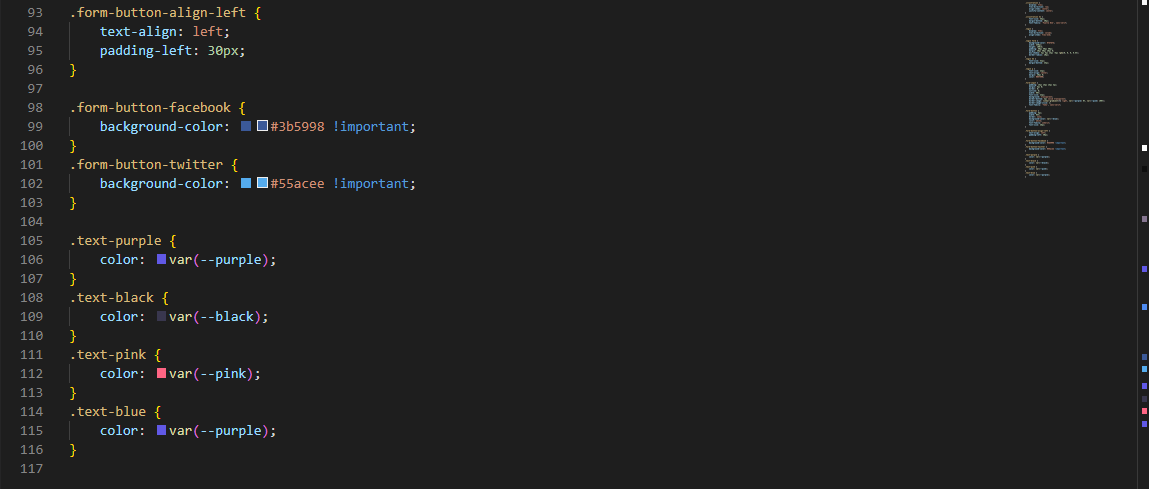 93 .form-button-align-left {
94 text-align: left;
95 padding-left: 30px;
96 }
97
98 .form-button-facebook {
99 background-color: #3b5998 !important;
100 }
101 .form-button-twitter {
102 background-color: #55acee !important;
103 }
104
105 .text-purple {
106 color: var(--purple);
107 }
108 .text-black {
109 color: var(--black);
110 }
111 .text-pink {
112 color: var(--pink);
113 }
114 .text-blue {
115 color: var(--purple);
116 }
117